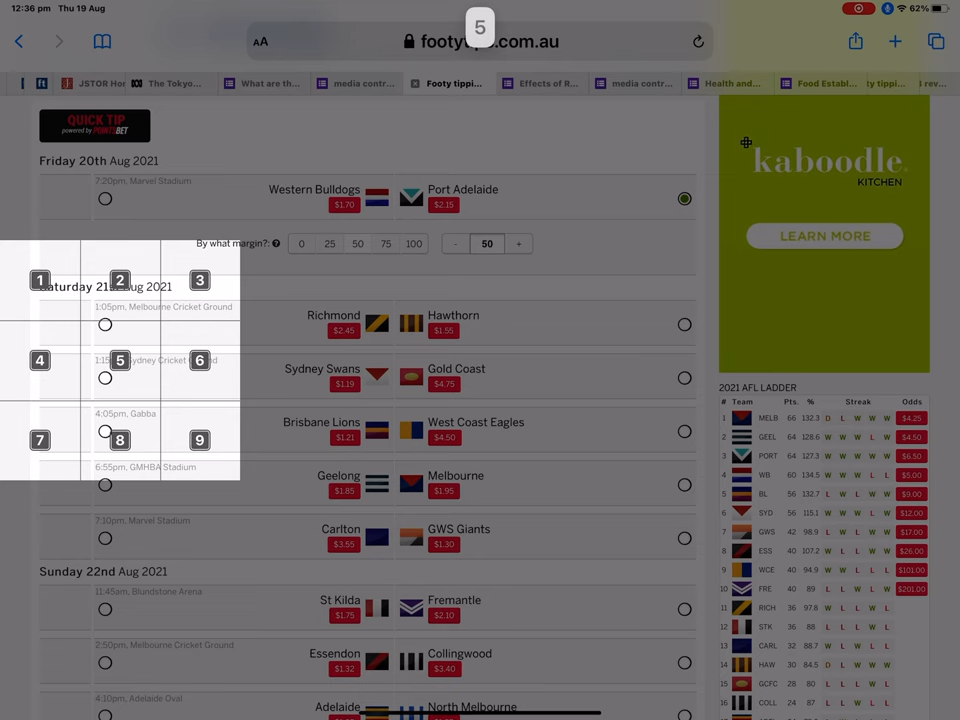 12:36 pm Thu 19 Aug
62%
5
AA
footytips.com.au
ft
JSTOR Hor
The Tokyo...
What are th...
media contr...
Footy tippi...
Effects of R...
media contr...
Health and...
Food Establ...
ty tippi...
l rev...
QUICK TIP
powered by POINTSBET
Friday 20th Aug 2021
7:20pm, Marvel Stadium
Western Bulldogs Port Adelaide
$1.70 $2.15
By what margin?: ? 0 25 50 75 100 - 50 +
1 2 3
4 5 6
7 8 9
Saturday 21st Aug 2021
1:05pm, Melbourne Cricket Ground
Richmond Hawthorn
$2.45 $1.55
1:15 Sydney Cricket Ground
Sydney Swans Gold Coast
$1.19 $4.75
4:05pm, Gabba
Brisbane Lions West Coast Eagles
$1.21 $4.50
6:55pm, GMHBA Stadium
Geelong Melbourne
$1.85 $1.95
7:10pm, Marvel Stadium
Carlton GWS Giants
$3.55 $1.30
Sunday 22nd Aug 2021
11:45am, Blundstone Arena
St Kilda Fremantle
$1.75 $2.10
2:50pm, Melbourne Cricket Ground
Essendon Collingwood
$1.32 $3.40
4:10pm, Adelaide Oval
Adelaide North Melbourne
kaboodle
KITCHEN
LEARN MORE
2021 AFL LADDER
# Team Pts. % Streak Odds
1 MELB 66 132.3 D L W W W $4.25
2 GEEL 64 128.6 W W W L W $4.50
3 PORT 64 127.3 W W W W W $6.50
4 WB 60 134.5 W W W L L $5.00
5 BL 56 132.7 L W L W W $9.00
6 SYD 56 115.1 W W L W W $12.00
7 GWS 42 98.9 L W W L W $17.00
8 ESS 40 107.2 W L L W W $26.00
9 WCE 40 94.9 W W L L L $101.00
10 FRE 40 89 L W L L W $201.00
11 RICH 36 97.8 L W L W L
12 STK 36 88 L L L W L
13 CARL 32 88.7 W L W L L
14 HAW 30 84.5 D L W W W
15 GCFC 28 80 L W L L L
16 COLL 24 87 L W L L L